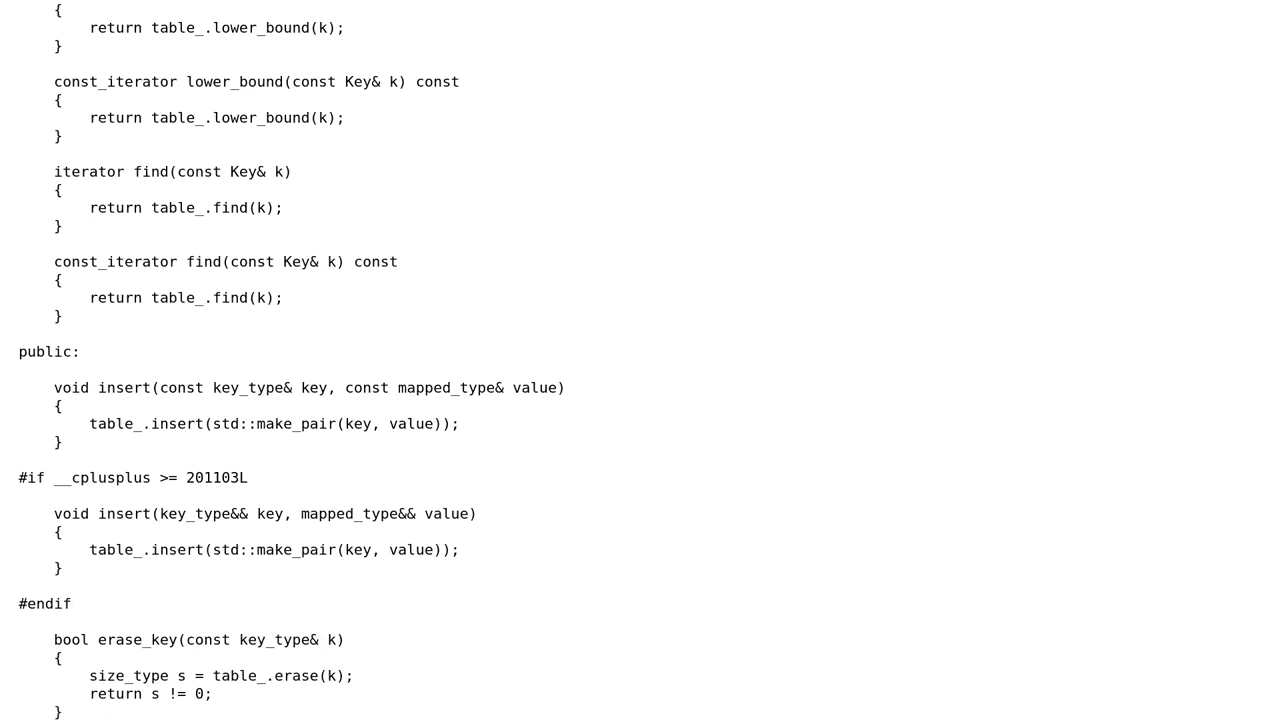 {
        return table_.lower_bound(k);
    }

    const_iterator lower_bound(const Key& k) const
    {
        return table_.lower_bound(k);
    }

    iterator find(const Key& k)
    {
        return table_.find(k);
    }

    const_iterator find(const Key& k) const
    {
        return table_.find(k);
    }

public:

    void insert(const key_type& key, const mapped_type& value)
    {
        table_.insert(std::make_pair(key, value));
    }

#if __cplusplus >= 201103L

    void insert(key_type&& key, mapped_type&& value)
    {
        table_.insert(std::make_pair(key, value));
    }

#endif

    bool erase_key(const key_type& k)
    {
        size_type s = table_.erase(k);
        return s != 0;
    }